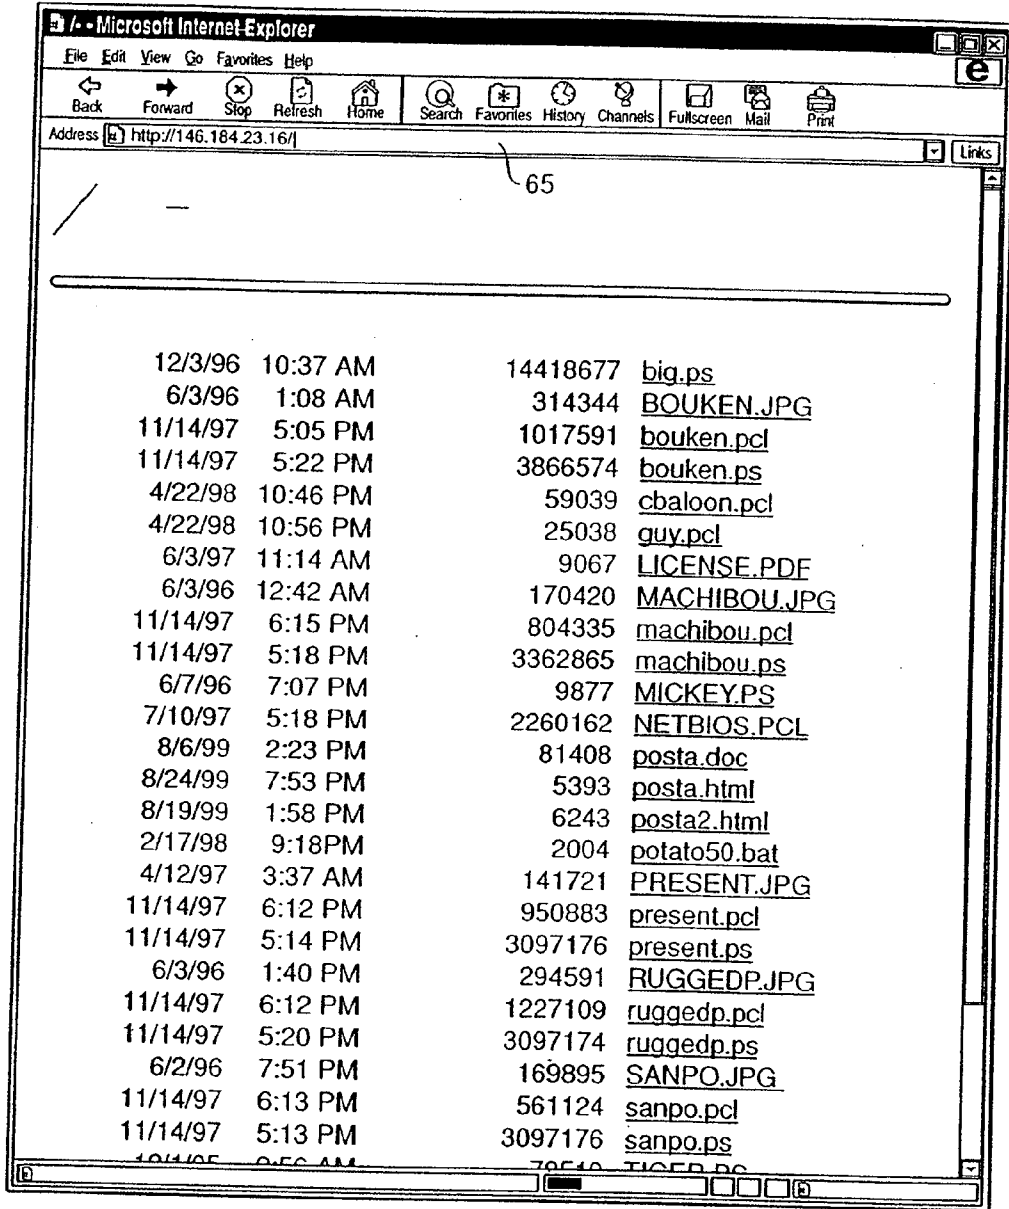 /- - Microsoft Internet Explorer
File Edit View Go Favorites Help
Back Forward Stop Refresh Home Search Favorites History Channels Fullscreen Mail Print
Address http://146.184.23.16/ Links
65
/ –
12/3/96 10:37 AM 14418677 big.ps
6/3/96 1:08 AM 314344 BOUKEN.JPG
11/14/97 5:05 PM 1017591 bouken.pcl
11/14/97 5:22 PM 3866574 bouken.ps
4/22/98 10:46 PM 59039 cbaloon.pcl
4/22/98 10:56 PM 25038 guy.pcl
6/3/97 11:14 AM 9067 LICENSE.PDF
6/3/96 12:42 AM 170420 MACHIBOU.JPG
11/14/97 6:15 PM 804335 machibou.pcl
11/14/97 5:18 PM 3362865 machibou.ps
6/7/96 7:07 PM 9877 MICKEY.PS
7/10/97 5:18 PM 2260162 NETBIOS.PCL
8/6/99 2:23 PM 81408 posta.doc
8/24/99 7:53 PM 5393 posta.html
8/19/99 1:58 PM 6243 posta2.html
2/17/98 9:18PM 2004 potato50.bat
4/12/97 3:37 AM 141721 PRESENT.JPG
11/14/97 6:12 PM 950883 present.pcl
11/14/97 5:14 PM 3097176 present.ps
6/3/96 1:40 PM 294591 RUGGEDP.JPG
11/14/97 6:12 PM 1227109 ruggedp.pcl
11/14/97 5:20 PM 3097174 ruggedp.ps
6/2/96 7:51 PM 169895 SANPO.JPG
11/14/97 6:13 PM 561124 sanpo.pcl
11/14/97 5:13 PM 3097176 sanpo.ps
AM TIGER.PS